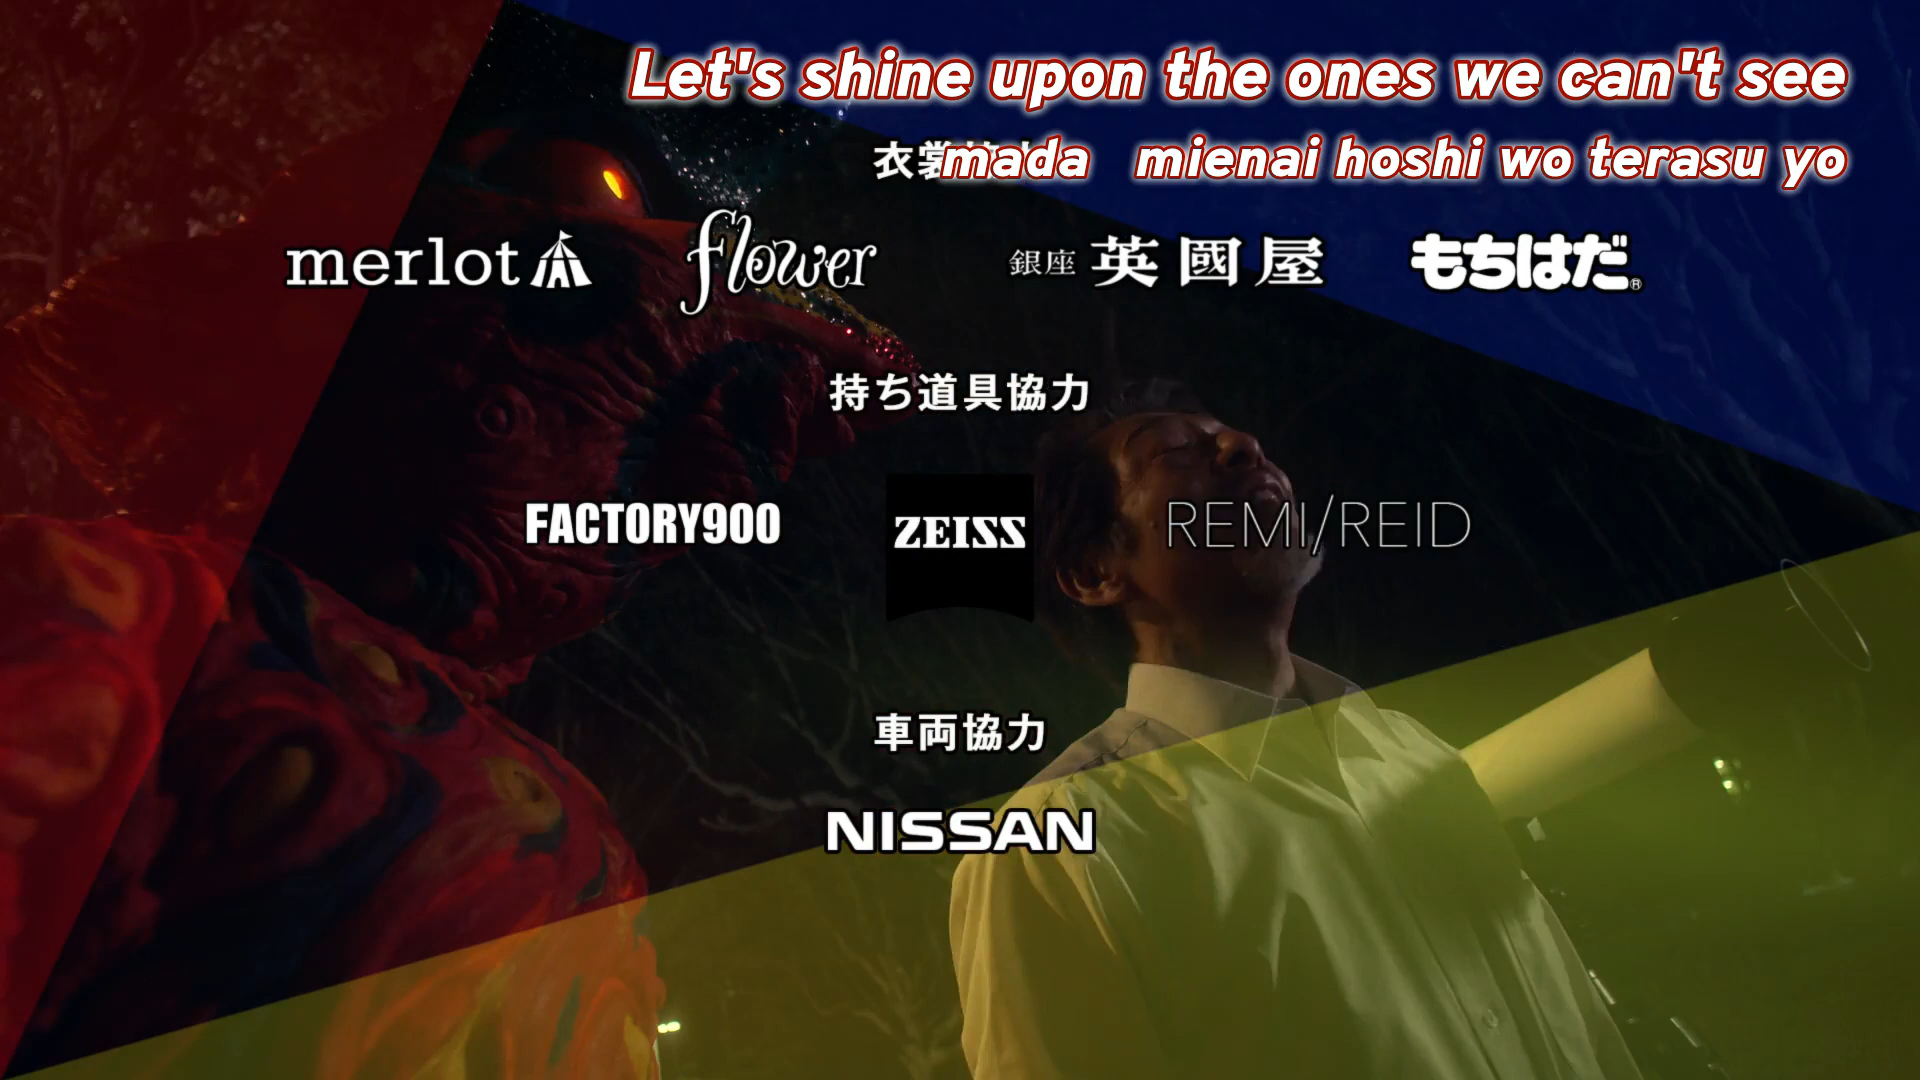 Let's shine upon the ones we can't see
mada mienai hoshi wo terasu yo
衣裳
merlot flower 銀座 英國屋 もちはだ®
持ち道具協力
FACTORY900 ZEISS REMI/REID
車両協力
NISSAN